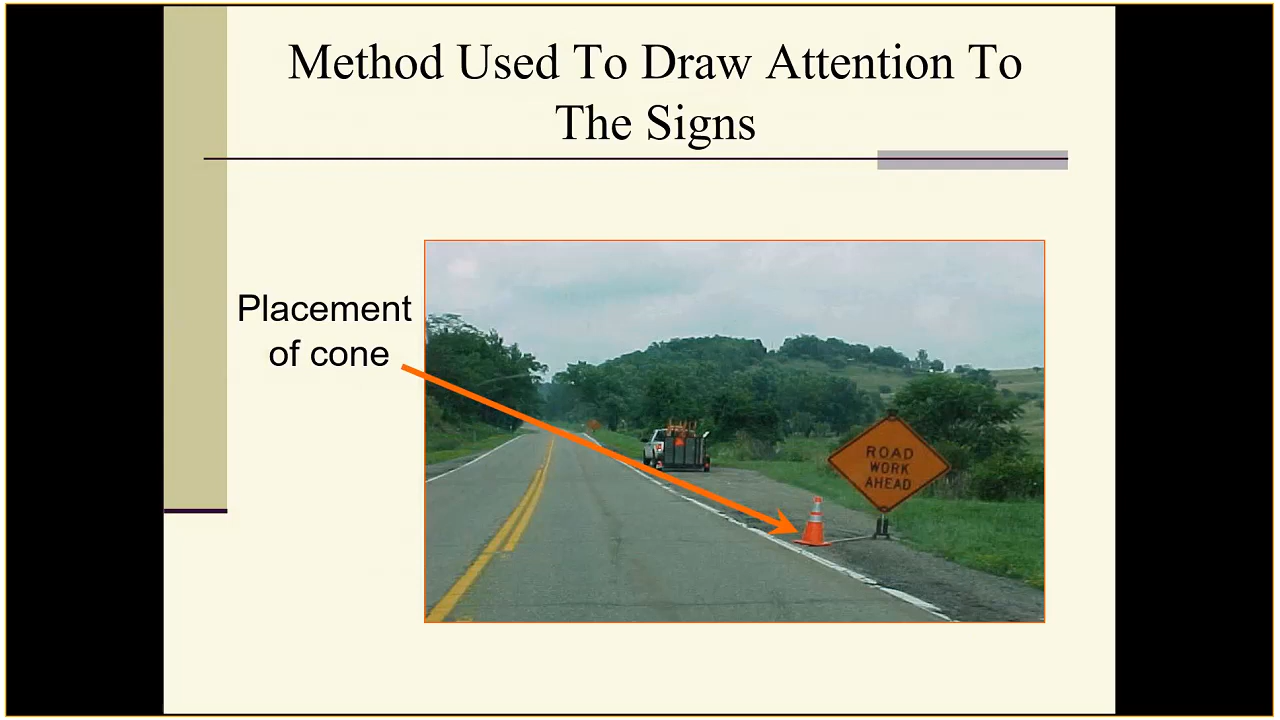 Method Used To Draw Attention To
The Signs
Placement
of cone
ROAD
WORK
AHEAD